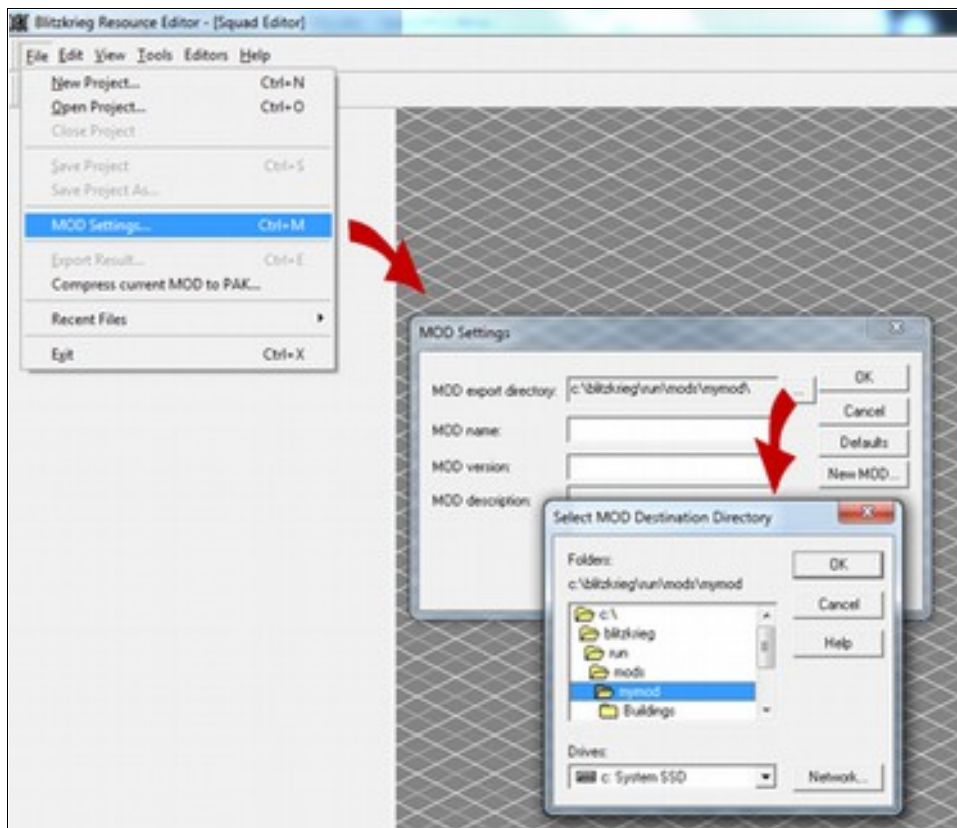 Blitzkrieg Resource Editor - [Squad Editor]
File Edit View Tools Editors Help
New Project... Ctrl+N
Open Project... Ctrl+O
Close Project
Save Project Ctrl+S
Save Project As...
MOD Settings... Ctrl+M
Export Result... Ctrl+E
Compress current MOD to PAK...
Recent Files
Exit Ctrl+X
MOD Settings
MOD export directory: c:\blitzkrieg\run\mods\mymod\ ... OK
Cancel
MOD name:
Defaults
MOD version:
New MOD...
MOD description:
Select MOD Destination Directory
Folders:
OK
c:\blitzkrieg\run\mods\mymod
c:\
Cancel
blitzkrieg
run
Help
mods
mymod
Buildings
Drives:
c: System SSD
Network...